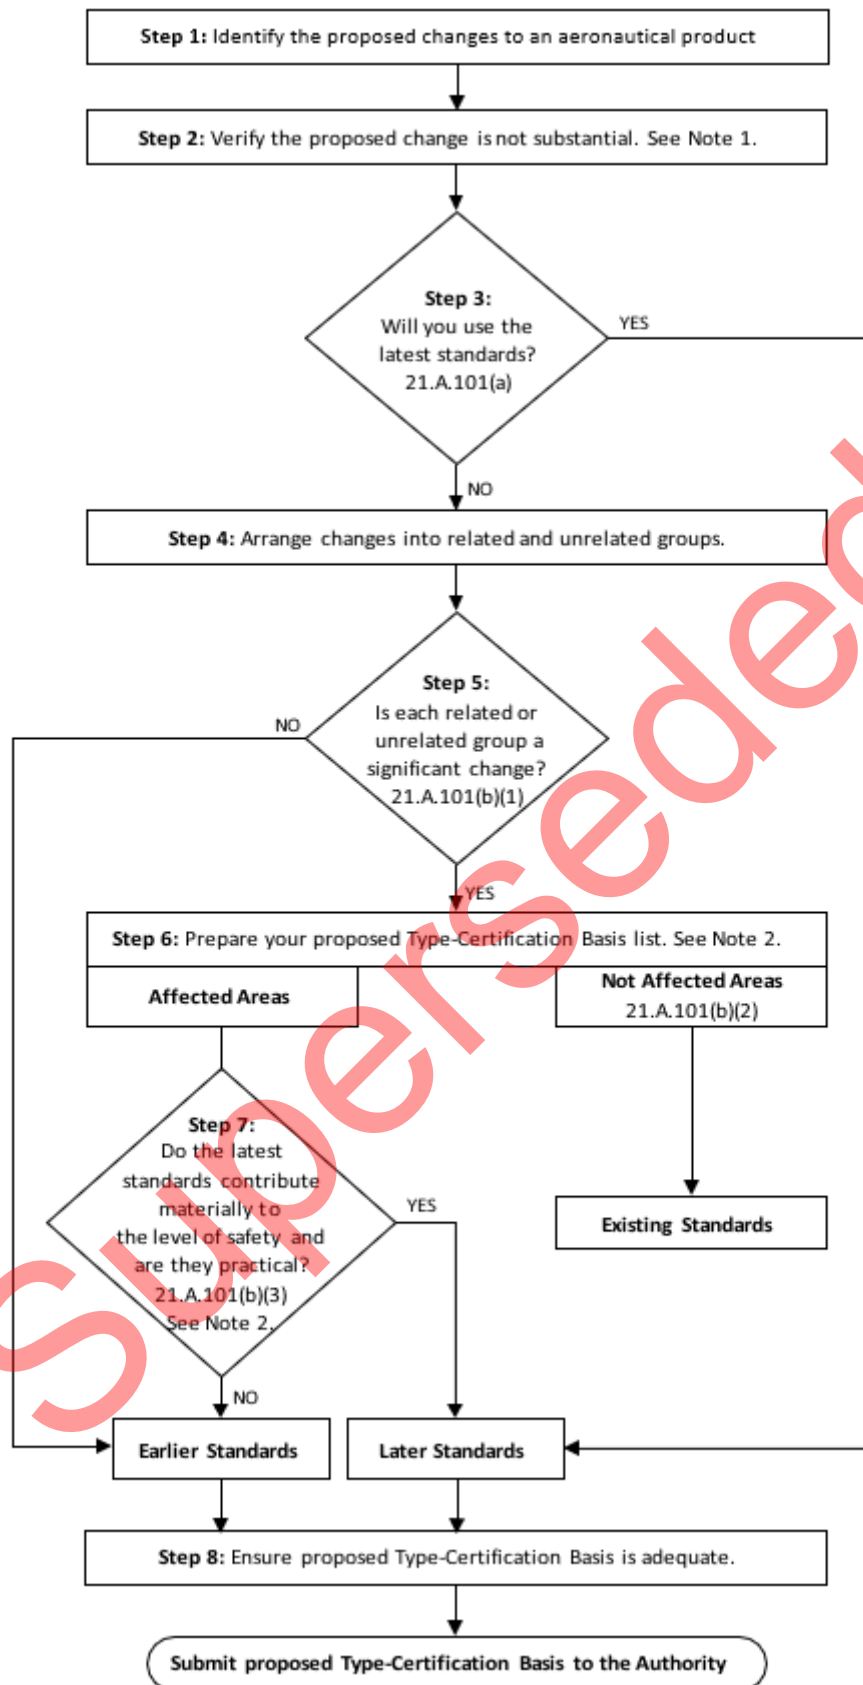 Step 1: Identify the proposed changes to an aeronautical product
Step 2: Verify the proposed change is not substantial. See Note 1.
Step 3:
Will you use the
latest standards?
21.A.101(a)
YES
NO
Step 4: Arrange changes into related and unrelated groups.
Step 5:
Is each related or
unrelated group a
significant change?
21.A.101(b)(1)
NO
YES
Step 6: Prepare your proposed Type-Certification Basis list. See Note 2.
Affected Areas
Not Affected Areas
21.A.101(b)(2)
Step 7:
Do the latest
standards contribute
materially to
the level of safety and
are they practical?
21.A.101(b)(3)
See Note 2.
YES
NO
Existing Standards
Earlier Standards
Later Standards
Step 8: Ensure proposed Type-Certification Basis is adequate.
Submit proposed Type-Certification Basis to the Authority
Superseded